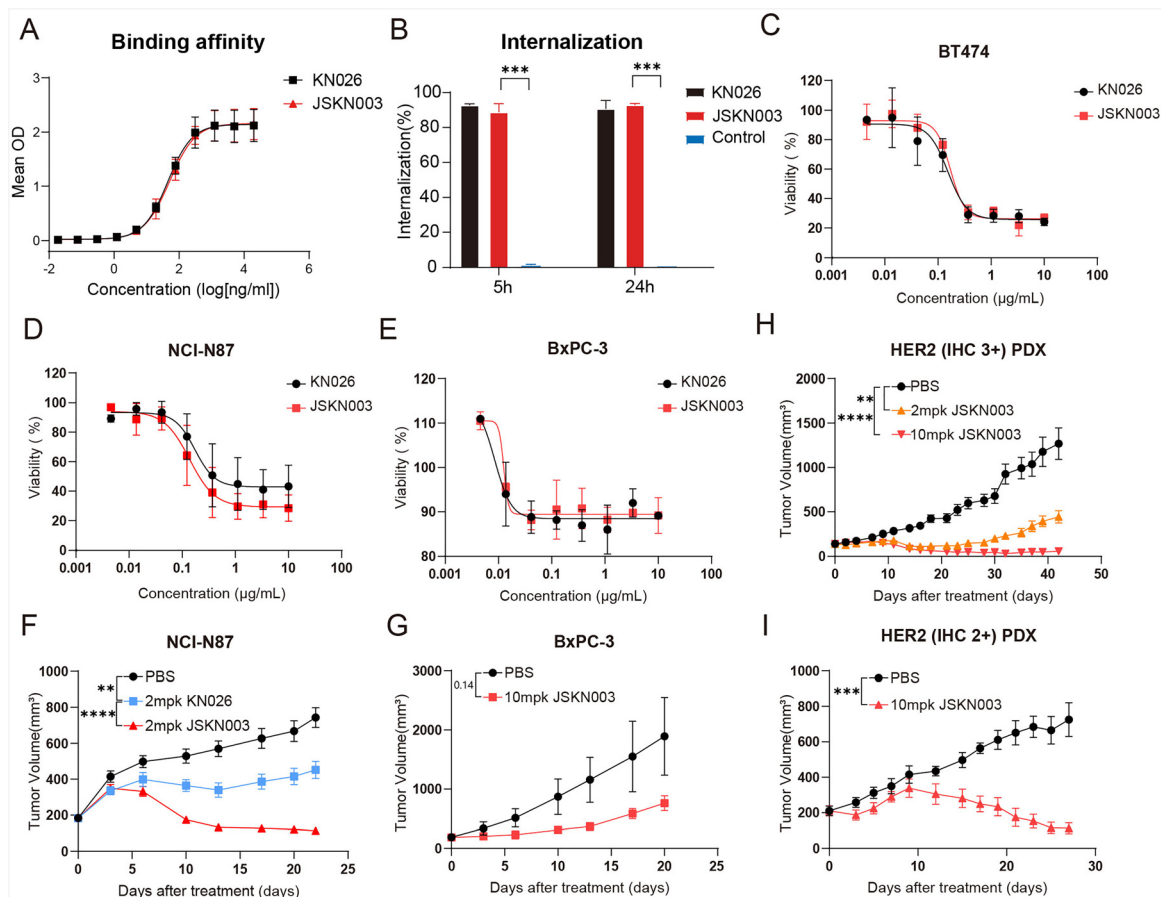 A
Binding affinity
KN026
JSKN003
Mean OD
3
2
1
0
-2 0 2 4 6
Concentration (log[ng/ml])
B
Internalization
*** ***
KN026
JSKN003
Control
Internalization(%)
100
80
60
40
20
0
5h 24h
C
BT474
KN026
JSKN003
Viability ( %)
120
100
80
60
40
20
0
0.001 0.01 0.1 1 10 100
Concentration (μg/mL)
D
NCI-N87
KN026
JSKN003
Viability ( %)
120
100
80
60
40
20
0
0.001 0.01 0.1 1 10 100
Concentration (μg/mL)
E
BxPC-3
KN026
JSKN003
Viability ( %)
120
110
100
90
80
0.001 0.01 0.1 1 10 100
Concentration (μg/mL)
H
HER2 (IHC 3+) PDX
PBS
** 2mpk JSKN003
**** 10mpk JSKN003
Tumor Volume(mm³)
2000
1500
1000
500
0
0 10 20 30 40 50
Days after treatment (days)
F
NCI-N87
PBS
** 2mpk KN026
**** 2mpk JSKN003
Tumor Volume(mm³)
1000
800
600
400
200
0
0 5 10 15 20 25
Days after treatment (days)
G
BxPC-3
PBS
0.14
10mpk JSKN003
Tumor Volume(mm³)
3000
2000
1000
0
0 5 10 15 20 25
Days after treatment (days)
I
HER2 (IHC 2+) PDX
PBS
***
10mpk JSKN003
Tumor Volume(mm³)
1000
800
600
400
200
0
0 10 20 30
Days after treatment (days)